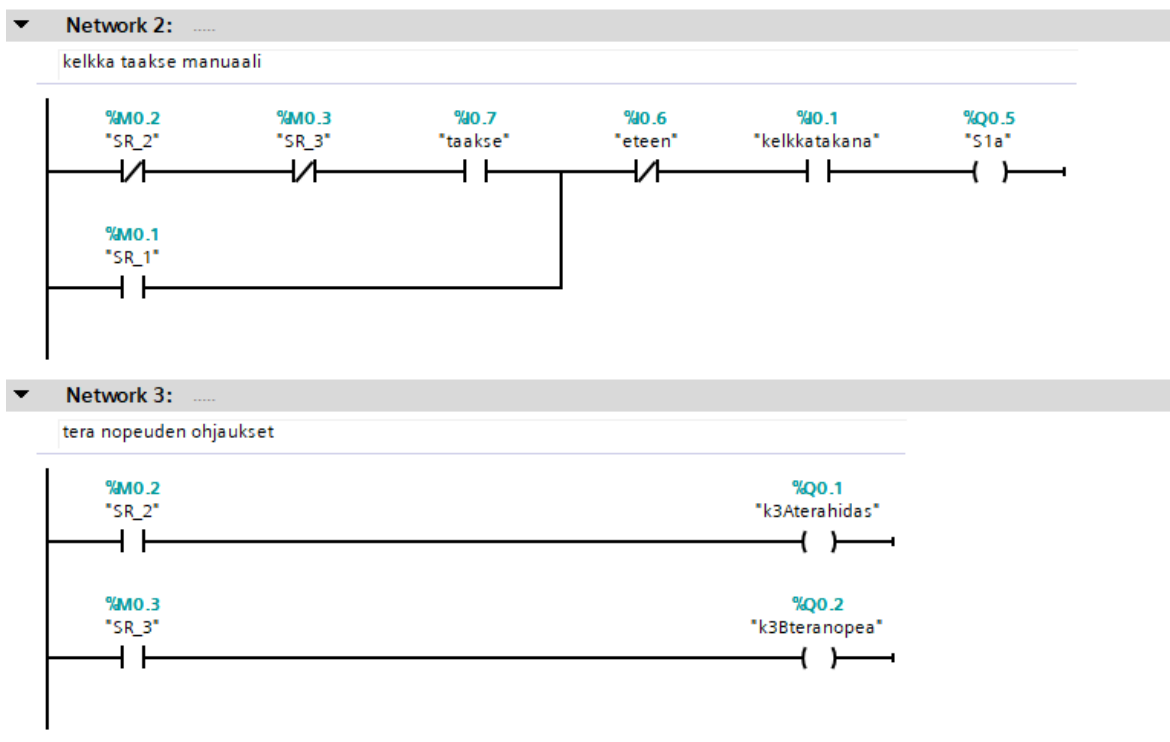 Network 2: .....
kelkka taakse manuaali
%M0.2 %M0.3 %I0.7 %I0.6 %I0.1 %Q0.5
"SR_2" "SR_3" "taakse" "eteen" "kelkkatakana" "S1a"
%M0.1
"SR_1"
Network 3: .....
tera nopeuden ohjaukset
%M0.2 %Q0.1
"SR_2" "k3Aterahidas"
%M0.3 %Q0.2
"SR_3" "k3Bteranopea"